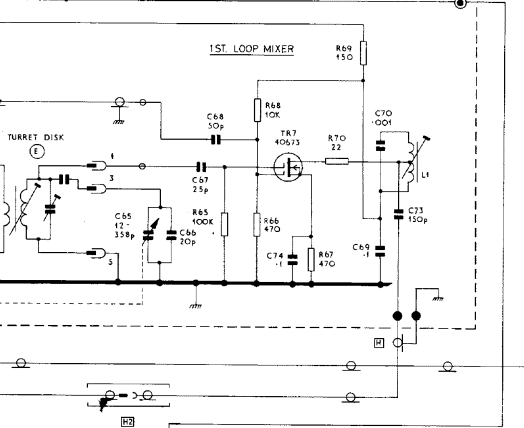 1ST. LOOP MIXER
R69
150
R68
10K
C68
50p
C70
·001
TR7
40673
R70
22
TURRET DISK
E
1
3
C67
25p
L1
C65
12-
358p
C66
20p
R65
100K
R66
470
C73
150p
C74
·1
R67
470
C69
·1
5
H
H2